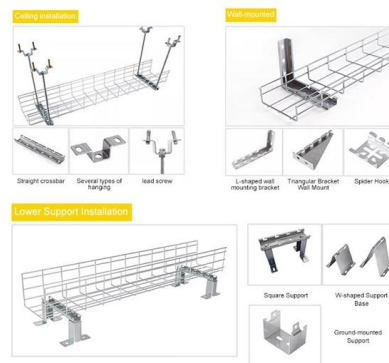 Ceiling installation
Wall-mounted
Straight crossbar
Several types of
hanging
lead screw
L-shaped wall
mounting bracket
Triangular Bracket
Wall Mount
Spider Hook
Lower Support Installation
Square Support
W-shaped Support
Base
Ground-mounted
Support